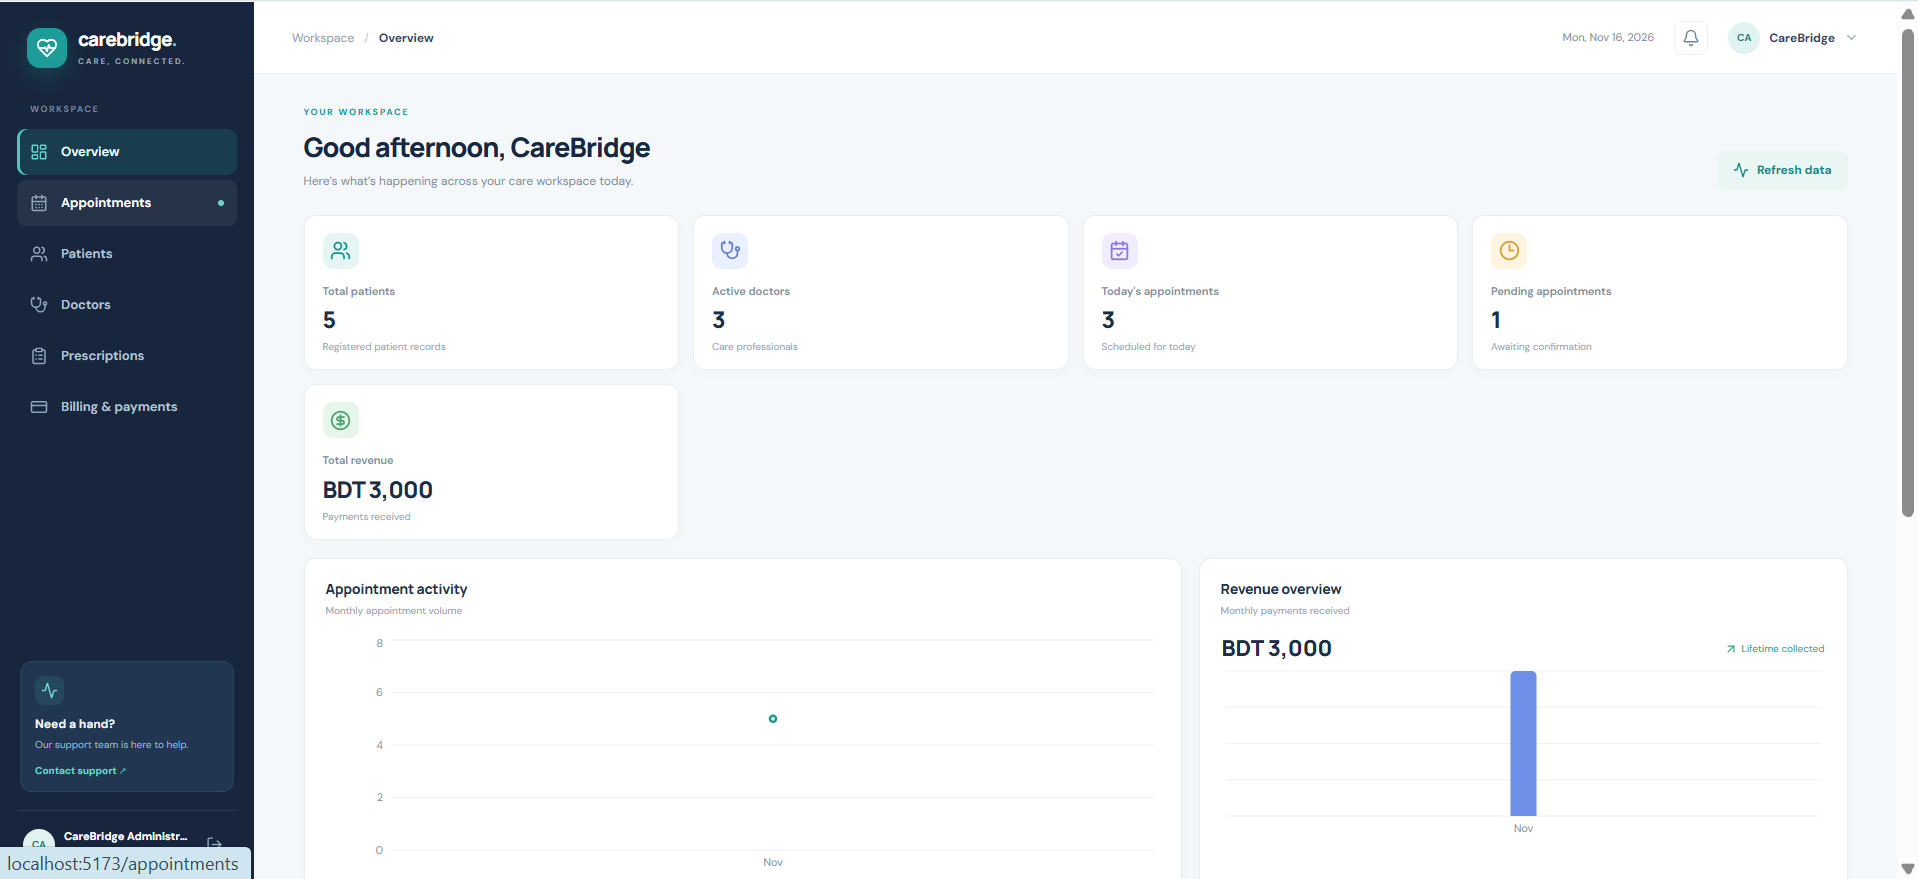 carebridge.
CARE, CONNECTED.
WORKSPACE
Overview
Appointments
Patients
Doctors
Prescriptions
Billing & payments
Need a hand?
Our support team is here to help.
Contact support ↗
CA
CareBridge Administr...
localhost:5173/appointments
Workspace / Overview
Mon, Nov 16, 2026
CA
CareBridge
YOUR WORKSPACE
Good afternoon, CareBridge
Here's what's happening across your care workspace today.
Refresh data
Total patients
5
Registered patient records
Active doctors
3
Care professionals
Today's appointments
3
Scheduled for today
Pending appointments
1
Awaiting confirmation
Total revenue
BDT 3,000
Payments received
Appointment activity
Monthly appointment volume
8
6
4
2
0
Nov
Revenue overview
Monthly payments received
BDT 3,000
Lifetime collected
Nov